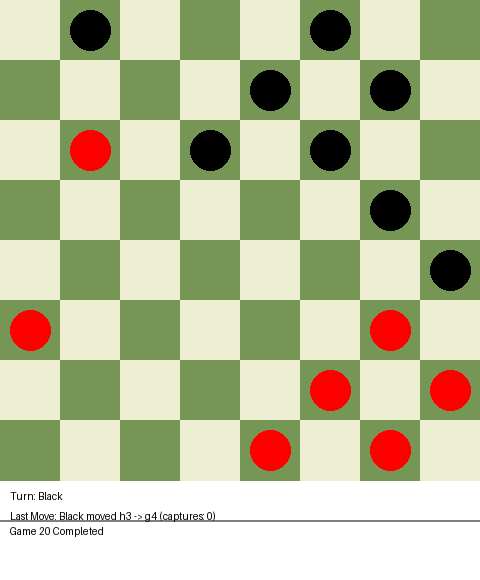 Turn: Black
Last Move: Black moved h3 -> g4 (captures: 0)
Game 20 Completed